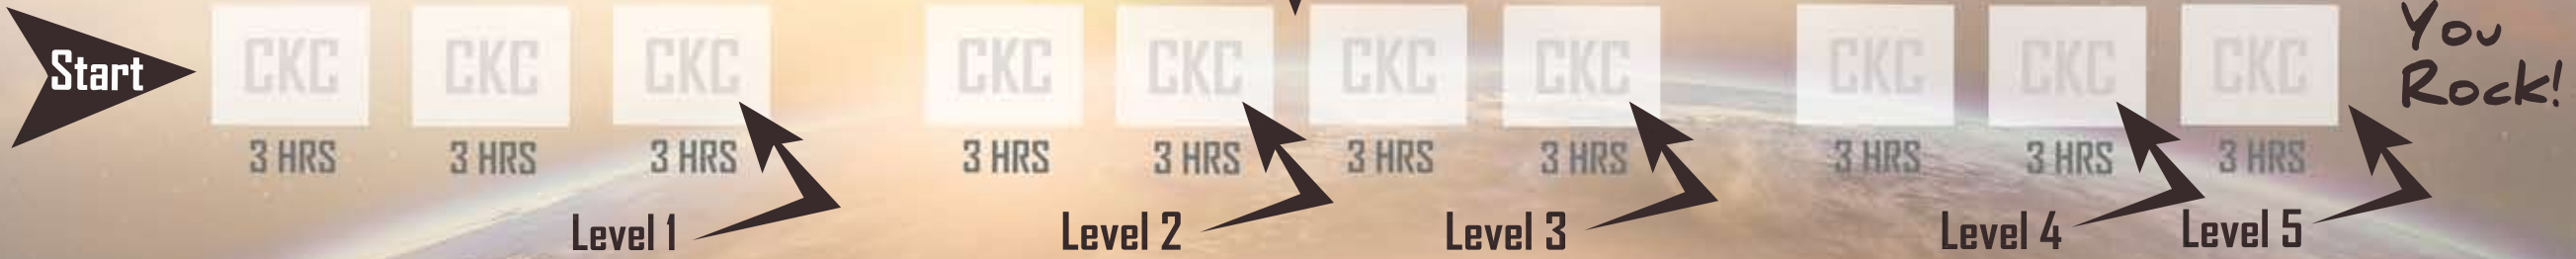 Start
CKC CKC CKC CKC CKC CKC CKC CKC CKC CKC
You
Rock!
3 HRS 3 HRS 3 HRS 3 HRS 3 HRS 3 HRS 3 HRS 3 HRS 3 HRS 3 HRS
Level 1 Level 2 Level 3 Level 4 Level 5